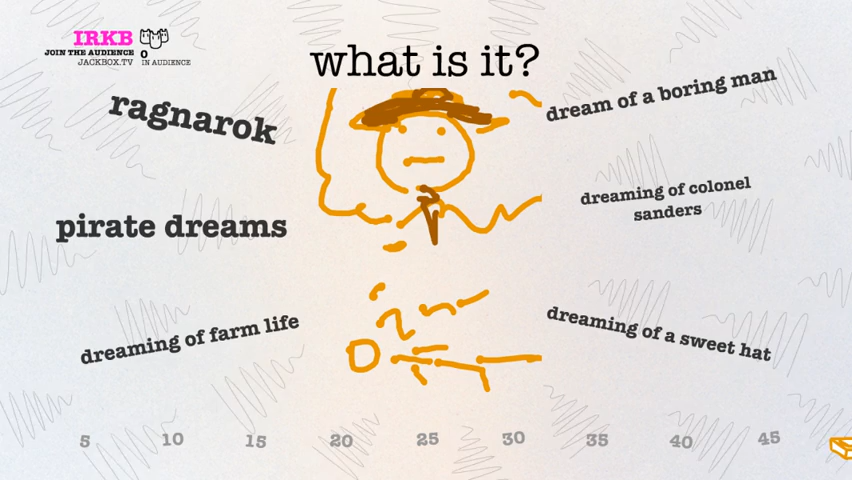 IRKB
JOIN THE AUDIENCE
JACKBOX.TV
0
IN AUDIENCE
what is it?
ragnarok
dream of a boring man
pirate dreams
dreaming of colonel
sanders
dreaming of farm life
dreaming of a sweet hat
5 10 15 20 25 30 35 40 45